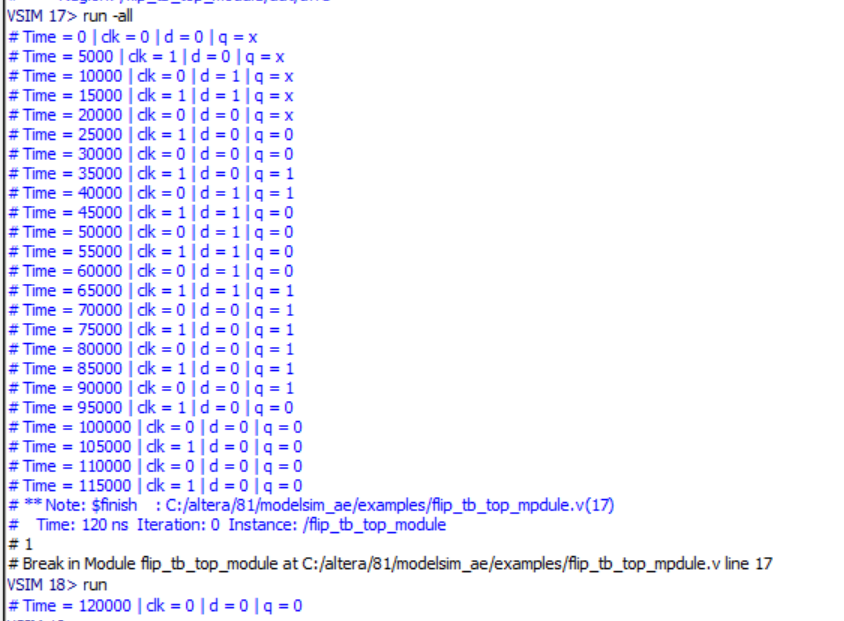 VSIM 17> run -all
# Time = 0 | clk = 0 | d = 0 | q = x
# Time = 5000 | clk = 1 | d = 0 | q = x
# Time = 10000 | clk = 0 | d = 1 | q = x
# Time = 15000 | clk = 1 | d = 1 | q = x
# Time = 20000 | clk = 0 | d = 0 | q = x
# Time = 25000 | clk = 1 | d = 0 | q = 0
# Time = 30000 | clk = 0 | d = 0 | q = 0
# Time = 35000 | clk = 1 | d = 0 | q = 1
# Time = 40000 | clk = 0 | d = 1 | q = 1
# Time = 45000 | clk = 1 | d = 1 | q = 0
# Time = 50000 | clk = 0 | d = 1 | q = 0
# Time = 55000 | clk = 1 | d = 1 | q = 0
# Time = 60000 | clk = 0 | d = 1 | q = 0
# Time = 65000 | clk = 1 | d = 1 | q = 1
# Time = 70000 | clk = 0 | d = 0 | q = 1
# Time = 75000 | clk = 1 | d = 0 | q = 1
# Time = 80000 | clk = 0 | d = 0 | q = 1
# Time = 85000 | clk = 1 | d = 0 | q = 1
# Time = 90000 | clk = 0 | d = 0 | q = 1
# Time = 95000 | clk = 1 | d = 0 | q = 0
# Time = 100000 | clk = 0 | d = 0 | q = 0
# Time = 105000 | clk = 1 | d = 0 | q = 0
# Time = 110000 | clk = 0 | d = 0 | q = 0
# Time = 115000 | clk = 1 | d = 0 | q = 0
# ** Note: $finish : C:/altera/81/modelsim_ae/examples/flip_tb_top_mpdule.v(17)
# Time: 120 ns Iteration: 0 Instance: /flip_tb_top_module
# 1
# Break in Module flip_tb_top_module at C:/altera/81/modelsim_ae/examples/flip_tb_top_mpdule.v line 17
VSIM 18> run
# Time = 120000 | clk = 0 | d = 0 | q = 0